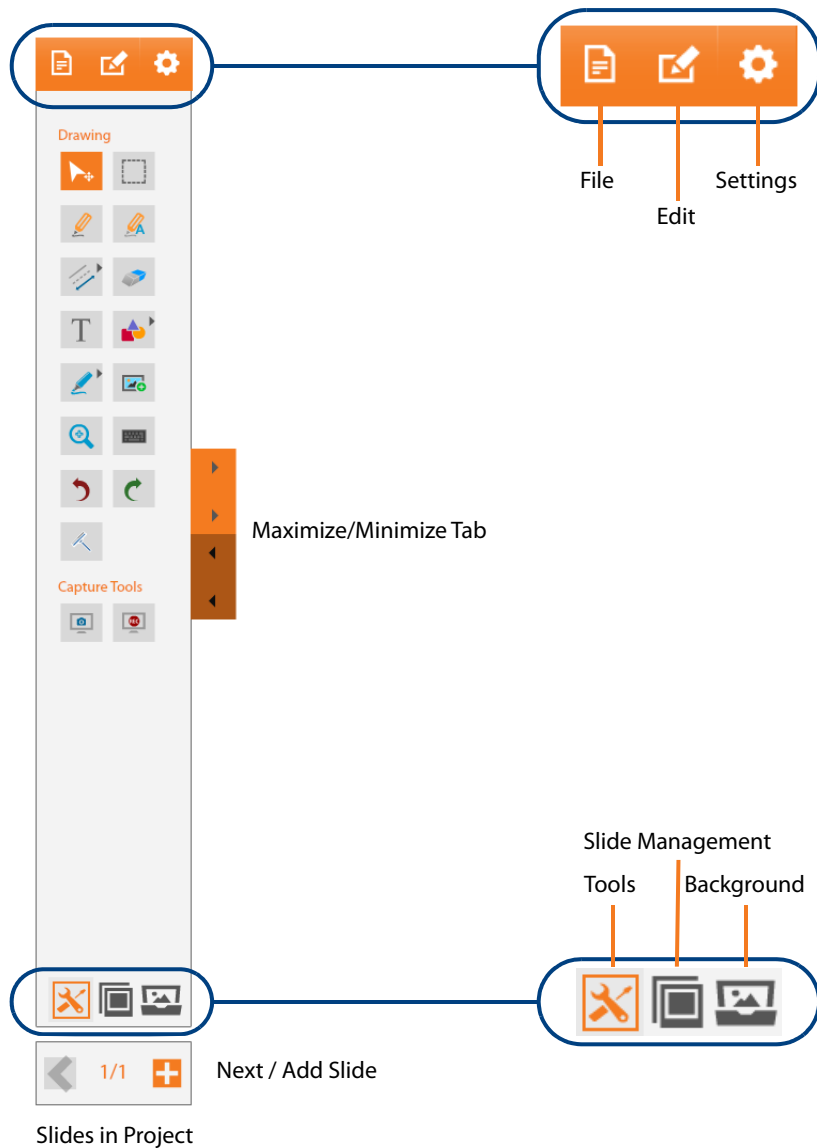 File
Settings
Edit
Drawing
A
T
Maximize/Minimize Tab
Capture Tools
REC
Slide Management
Tools
Background
1/1
Next / Add Slide
Slides in Project